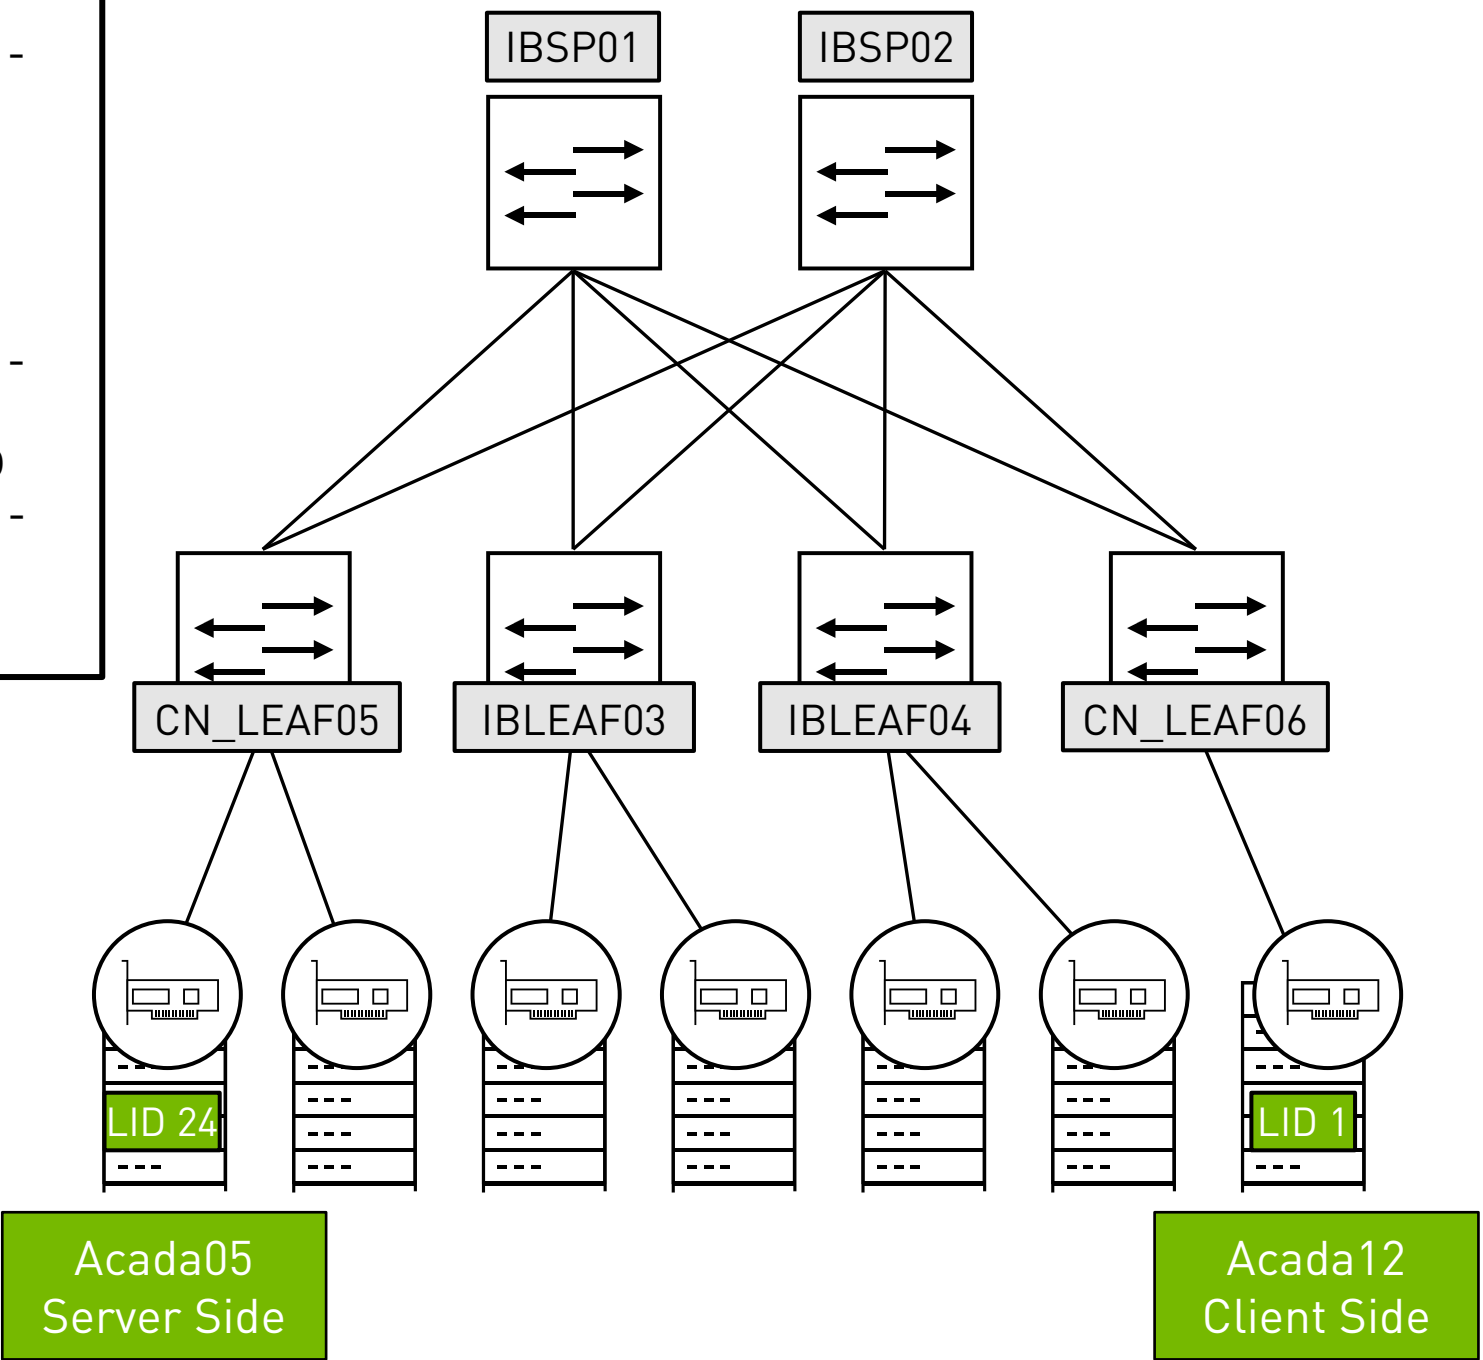 IBSP01
IBSP02
-
-
-
CN_LEAF05
IBLEAF03
IBLEAF04
CN_LEAF06
LID 24
LID 1
Acada05
Server Side
Acada12
Client Side